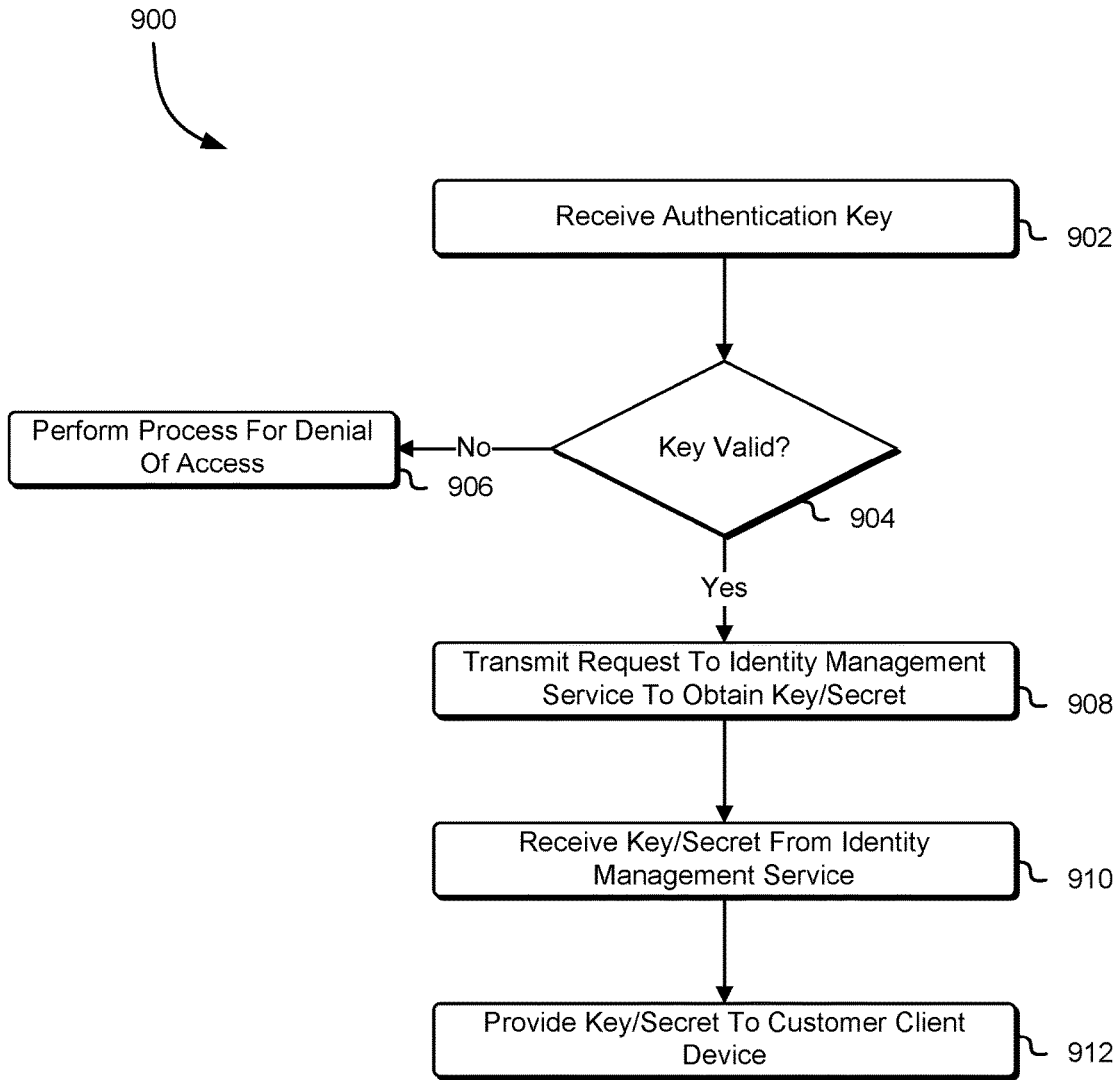 900
Receive Authentication Key
902
Perform Process For Denial
Of Access
906
No
Key Valid?
904
Yes
Transmit Request To Identity Management
Service To Obtain Key/Secret
908
Receive Key/Secret From Identity
Management Service
910
Provide Key/Secret To Customer Client
Device
912